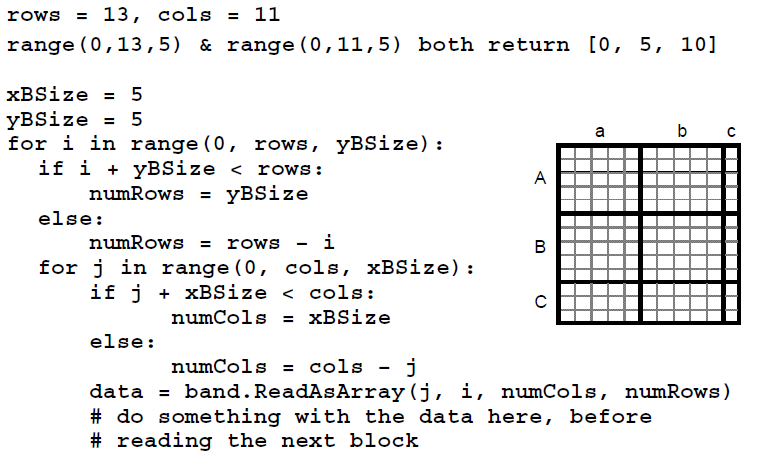 rows = 13, cols = 11
range(0,13,5) & range(0,11,5) both return [0, 5, 10]
xBSize = 5
yBSize = 5
for i in range(0, rows, yBSize):
  if i + yBSize < rows:
     numRows = yBSize
  else:
     numRows = rows - i
  for j in range(0, cols, xBSize):
     if j + xBSize < cols:
          numCols = xBSize
     else:
          numCols = cols - j
     data = band.ReadAsArray(j, i, numCols, numRows)
     # do something with the data here, before
     # reading the next block
a b c
A
B
C